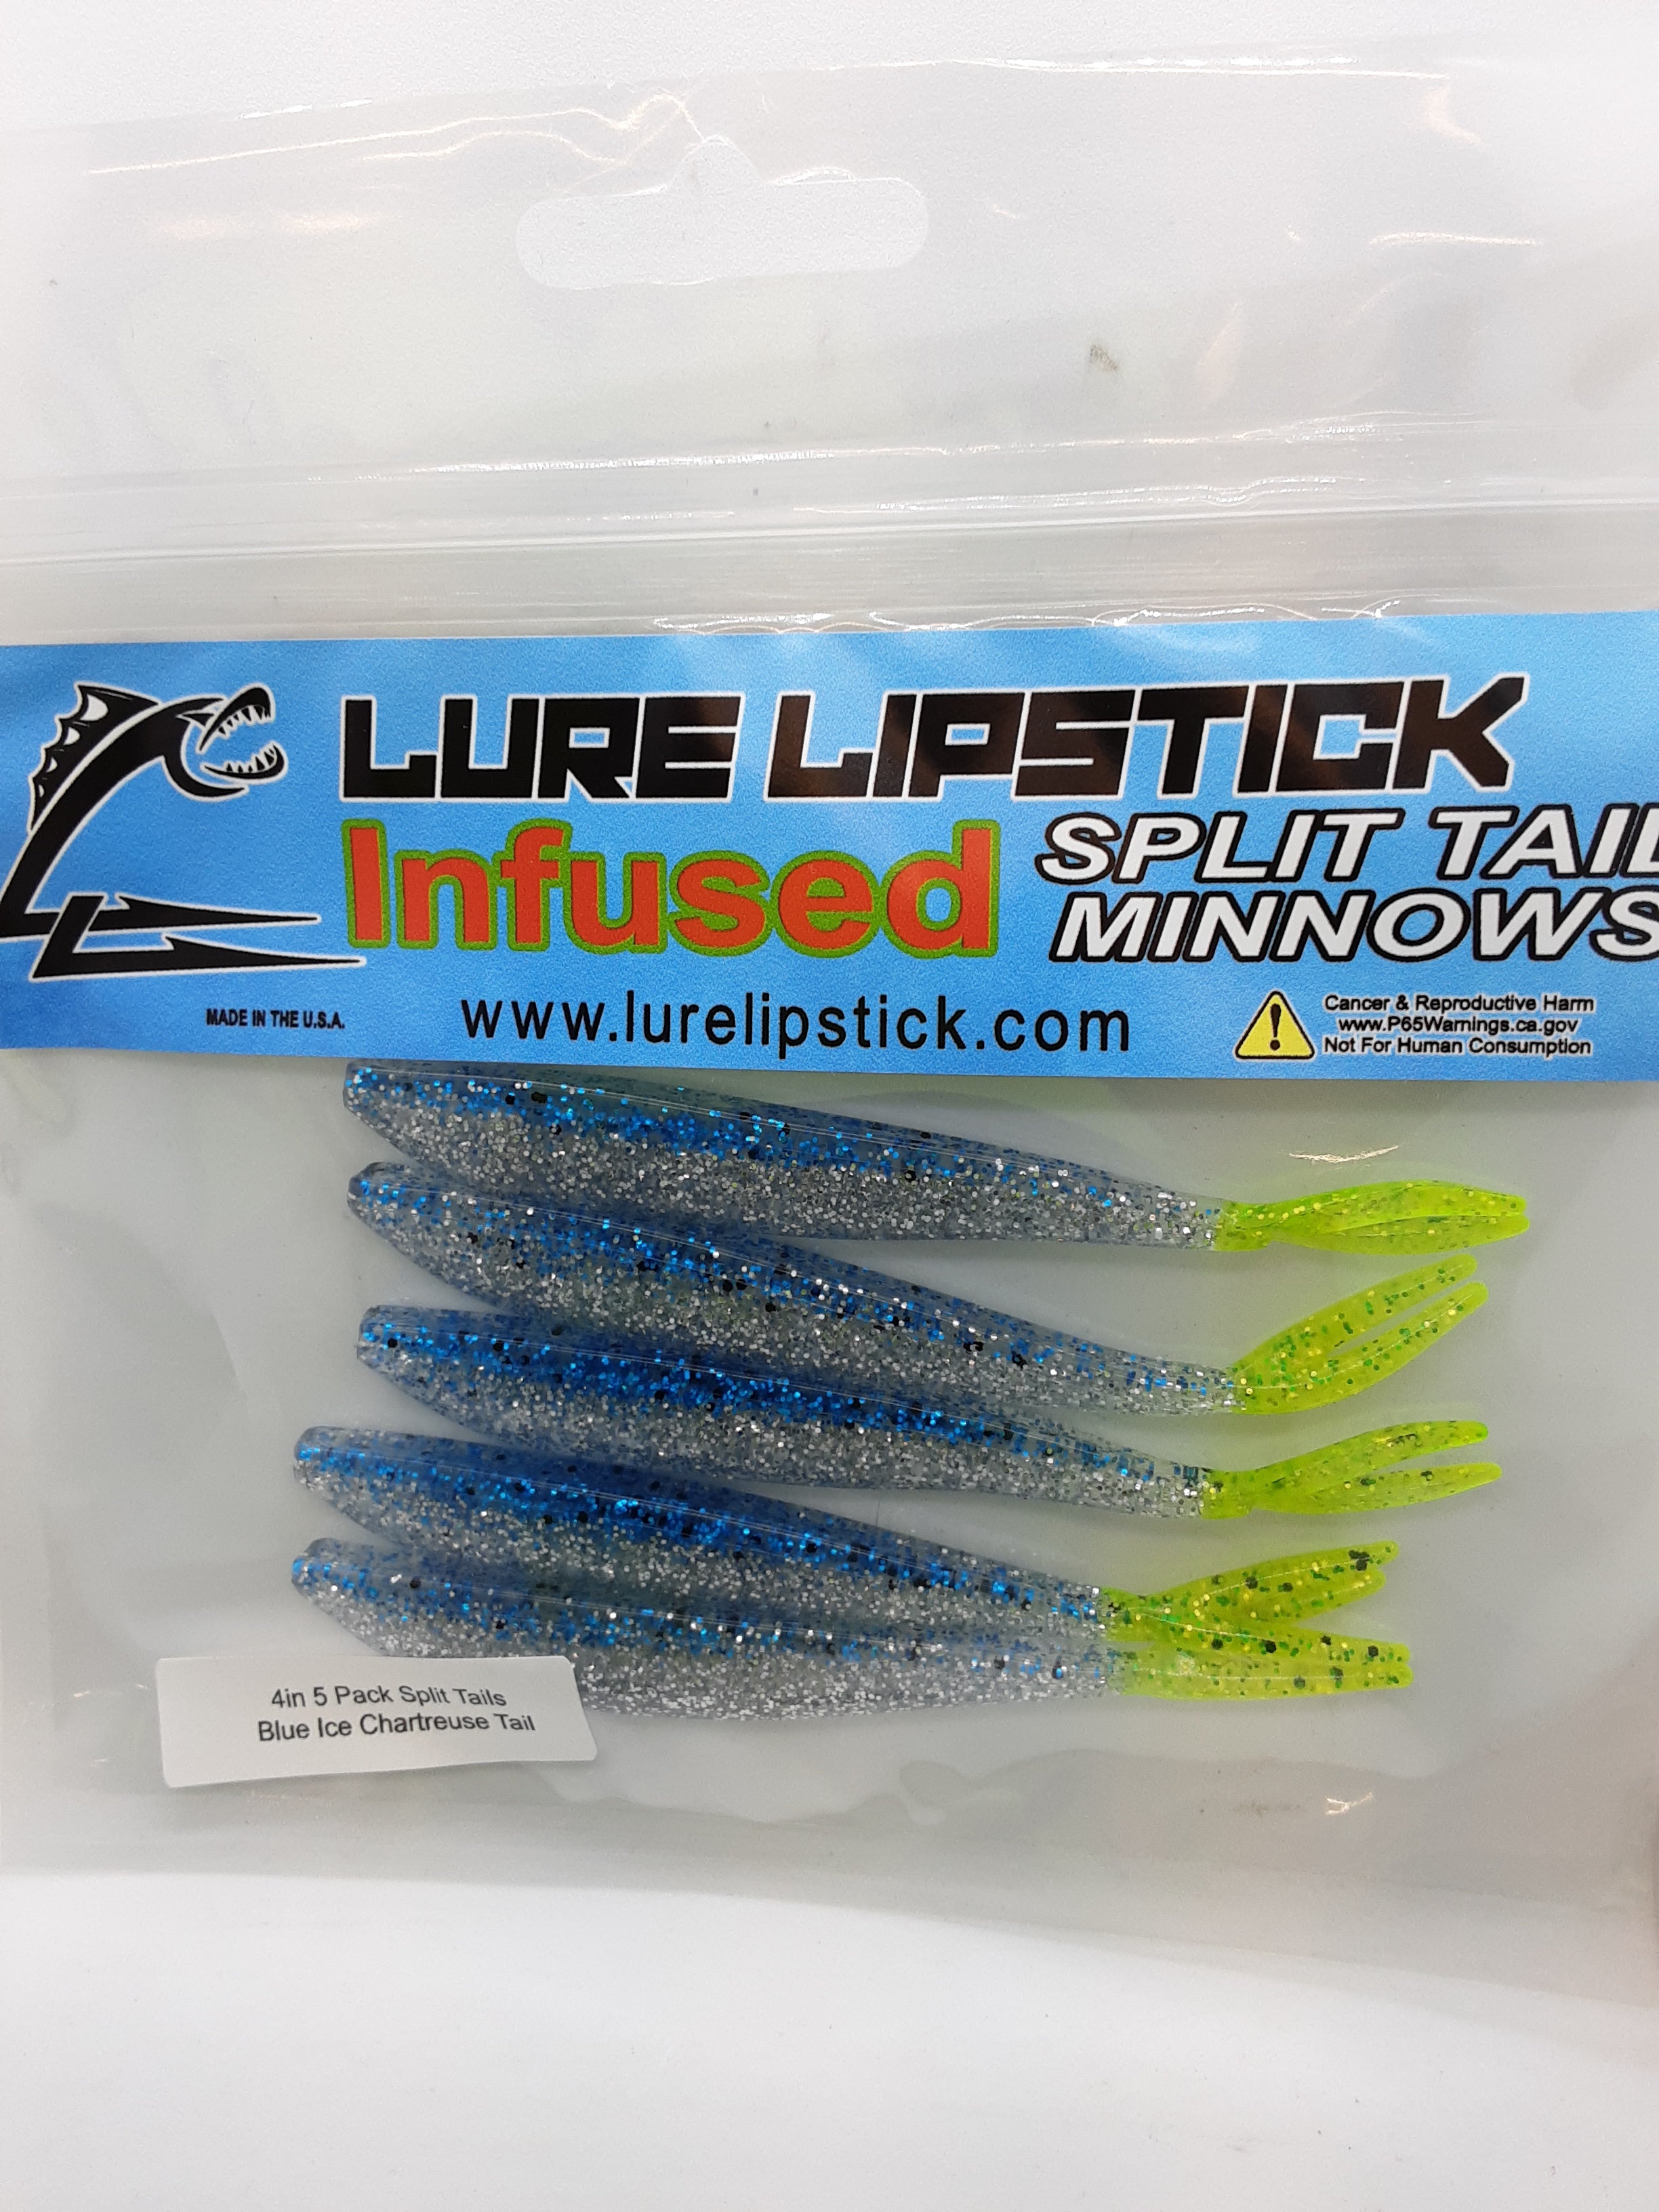 LURE LIPSTICK
Infused
SPLIT TAIL
MINNOWS
MADE IN THE U.S.A.
www.lurelipstick.com
Cancer & Reproductive Harm
www.P65Warnings.ca.gov
Not For Human Consumption
4in 5 Pack Split Tails
Blue Ice Chartreuse Tail